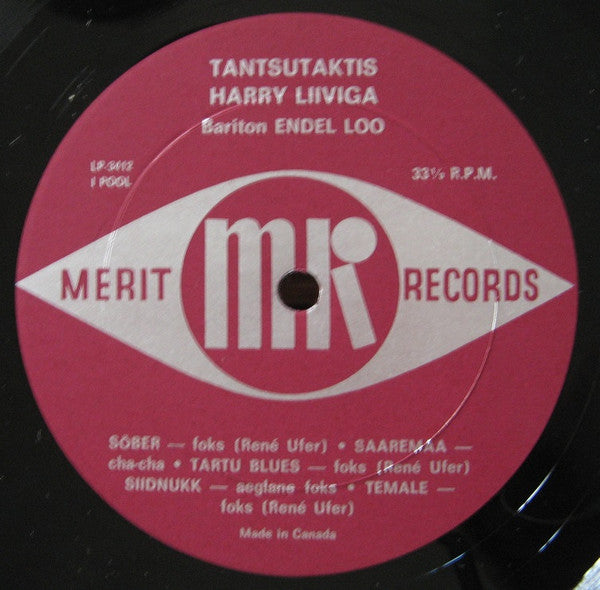 TANTSUTAKTIS
HARRY LIIVIGA
Bariton ENDEL LOO
LP-3412
I POOL
33⅓ R.P.M.
MERIT mR RECORDS
SÕBER — foks (René Ufer) • SAAREMAA —
cha-cha • TARTU BLUES — foks (René Ufer)
SIIDNUKK — aeglane foks • TEMALE —
foks (René Ufer)
Made in Canada